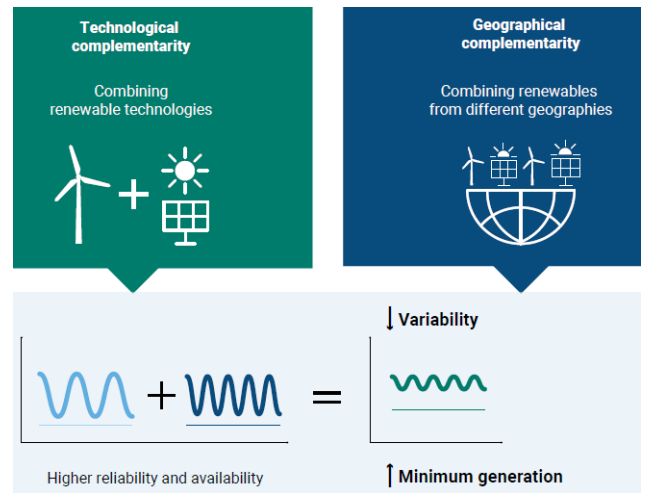 Technological
complementarity
Combining
renewable technologies
Geographical
complementarity
Combining renewables
from different geographies
Variability
Higher reliability and availability
Minimum generation